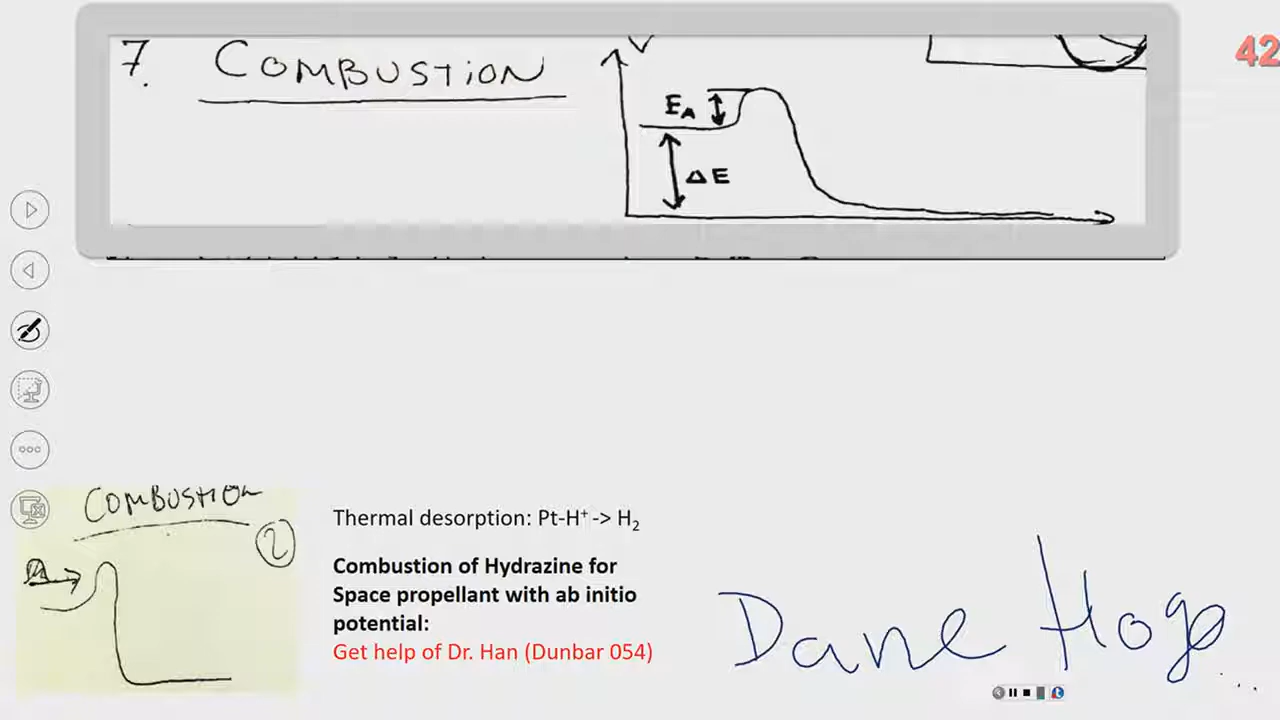 7. COMBUSTION
42
V
EA
ΔE
COMBUSTION
2
Thermal desorption: Pt-H⁺ -> H₂
Combustion of Hydrazine for
Space propellant with ab initio
potential:
Get help of Dr. Han (Dunbar 054)
Dane Hogo...